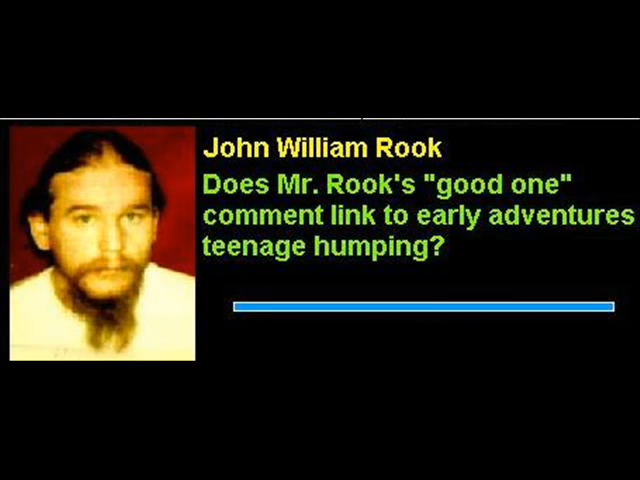 John William Rook
Does Mr. Rook's "good one"
comment link to early adventures
teenage humping?